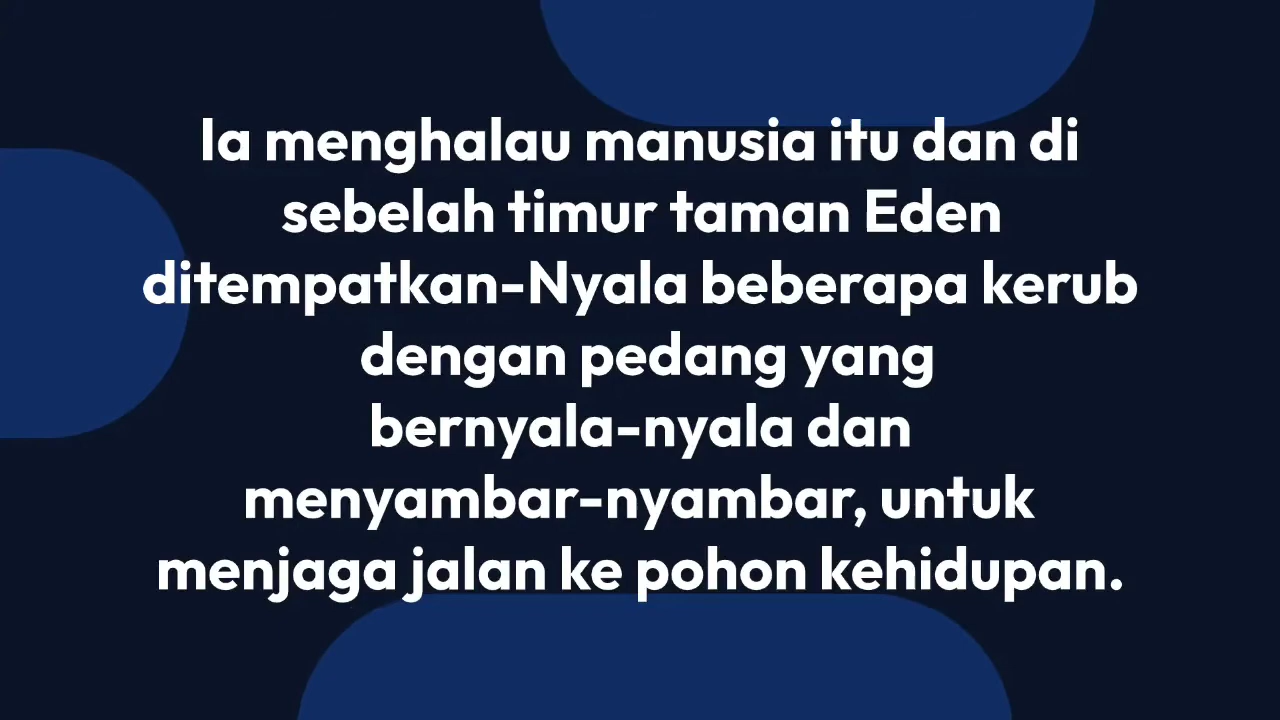 Ia menghalau manusia itu dan di
sebelah timur taman Eden
ditempatkan-Nyala beberapa kerub
dengan pedang yang
bernyala-nyala dan
menyambar-nyambar, untuk
menjaga jalan ke pohon kehidupan.